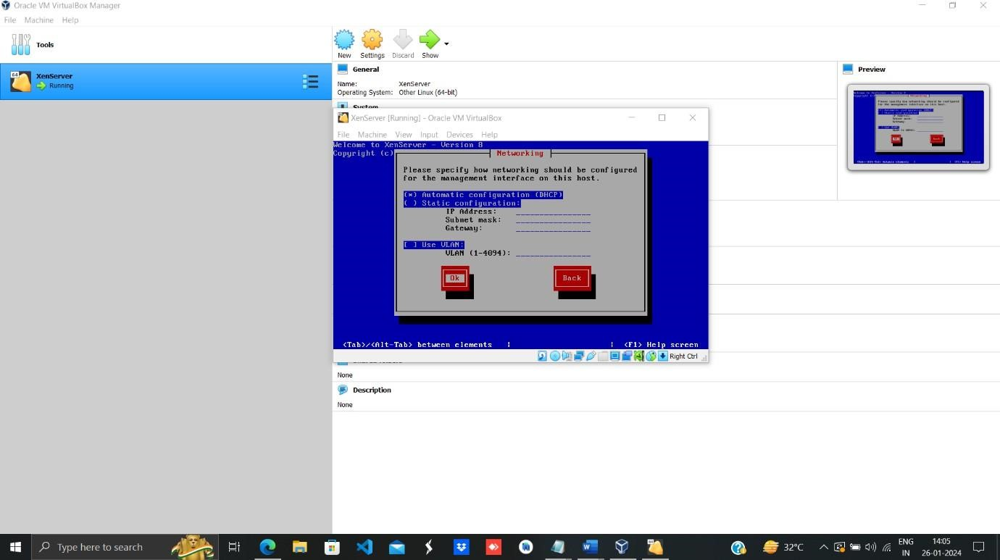 Oracle VM VirtualBox Manager
File Machine Help
Tools
New Settings Discard Show
64 XenServer
Running
General
Name: XenServer
Operating System: Other Linux (64-bit)
System
Preview
XenServer [Running] - Oracle VM VirtualBox
File Machine View Input Devices Help
Welcome to XenServer - Version 8
Copyright (c)
Networking
Please specify how networking should be configured
for the management interface on this host.
(*) Automatic configuration (DHCP)
( ) Static configuration:
IP Address: ________________
Subnet mask: ________________
Gateway: ________________
[ ] Use VLAN:
VLAN (1-4094): ________________
Ok Back
<Tab>/<Alt-Tab> between elements | | <F1> Help screen
Right Ctrl
None
Description
None
Type here to search
32°C
ENG
IN
14:05
26-01-2024